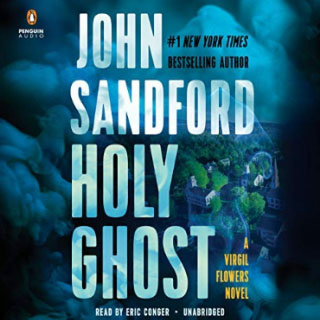 PENGUIN
AUDIO
JOHN
#1 NEW YORK TIMES
BESTSELLING AUTHOR
SANDFORD
HOLY
GHOST
A
VIRGIL
FLOWERS
NOVEL
READ BY ERIC CONGER • UNABRIDGED